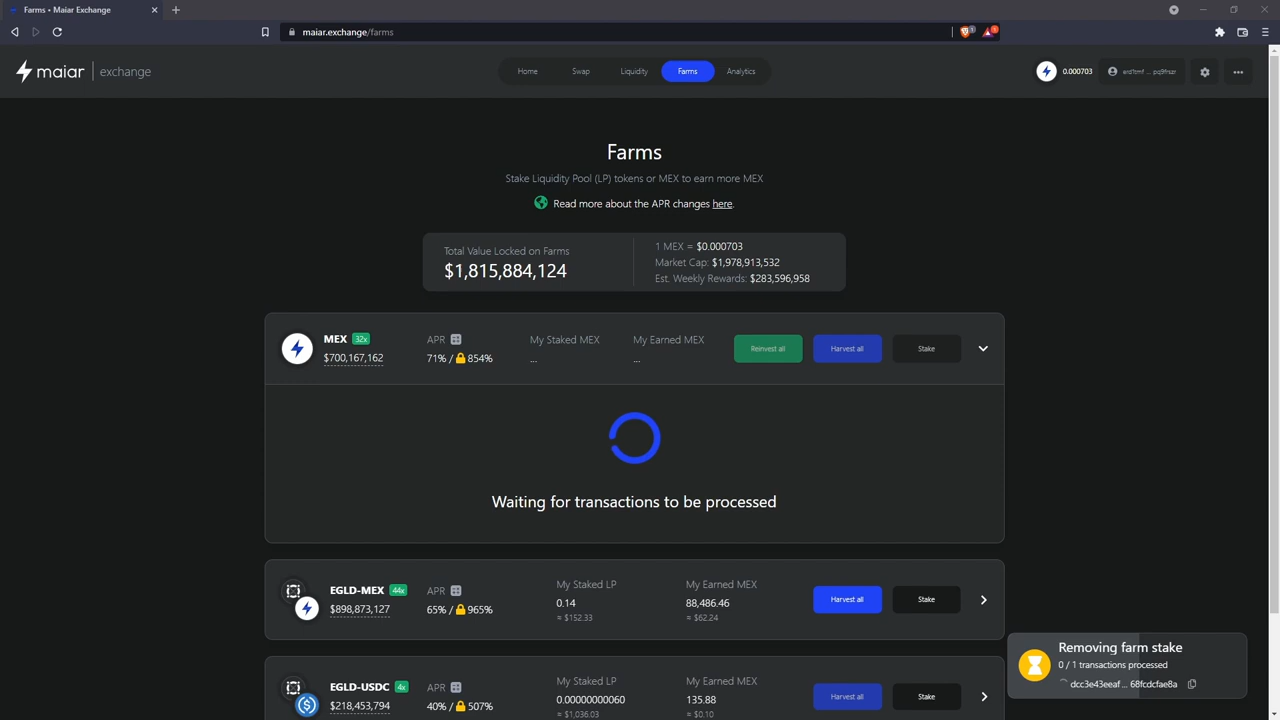 Farms • Maiar Exchange
maiar.exchange/farms
maiar | exchange
Home
Swap
Liquidity
Farms
Analytics
0.000703
Farms
Stake Liquidity Pool (LP) tokens or MEX to earn more MEX
Read more about the APR changes here.
Total Value Locked on Farms
$1,815,884,124
1 MEX = $0.000703
Market Cap: $1,978,913,532
Est. Weekly Rewards: $283,596,958
MEX 32x
$700,167,162
APR
71% / 854%
My Staked MEX
...
My Earned MEX
...
Reinvest all
Harvest all
Stake
Waiting for transactions to be processed
EGLD-MEX 44x
$898,873,127
APR
65% / 965%
My Staked LP
0.14
≈ $152.33
My Earned MEX
88,486.46
≈ $62.24
Harvest all
Stake
EGLD-USDC 4x
$218,453,794
APR
40% / 507%
My Staked LP
0.00000000060
≈ $1,036.03
My Earned MEX
135.88
≈ $0.10
Harvest all
Stake
Removing farm stake
0 / 1 transactions processed
dcc3e43eeaf ... 68fcdcfae8a